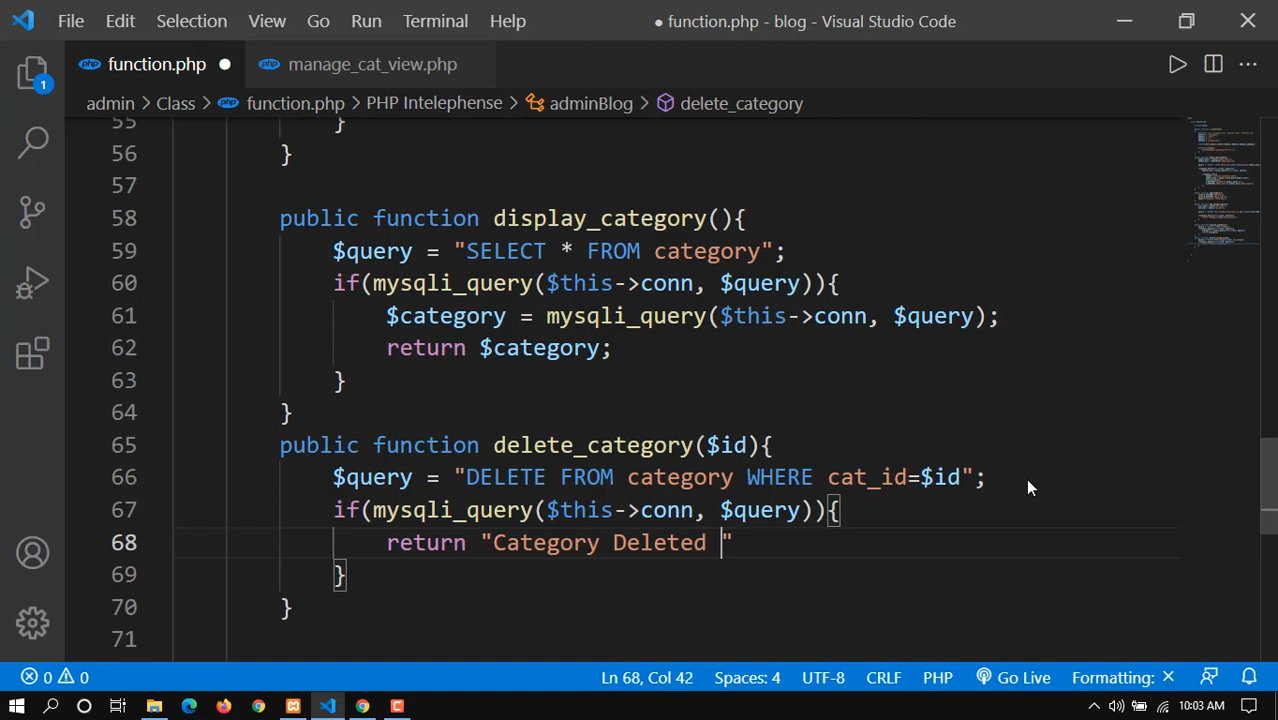 File Edit Selection View Go Run Terminal Help ● function.php - blog - Visual Studio Code
php function.php ● php manage_cat_view.php
admin > Class > php function.php > PHP Intelephense > adminBlog > delete_category
1
55 }
56 }
57
58 public function display_category(){
59 $query = "SELECT * FROM category";
60 if(mysqli_query($this->conn, $query)){
61 $category = mysqli_query($this->conn, $query);
62 return $category;
63 }
64 }
65 public function delete_category($id){
66 $query = "DELETE FROM category WHERE cat_id=$id";
67 if(mysqli_query($this->conn, $query)){
68 return "Category Deleted "
69 }
70 }
71
0 0 Ln 68, Col 42 Spaces: 4 UTF-8 CRLF PHP Go Live Formatting: ×
10:03 AM